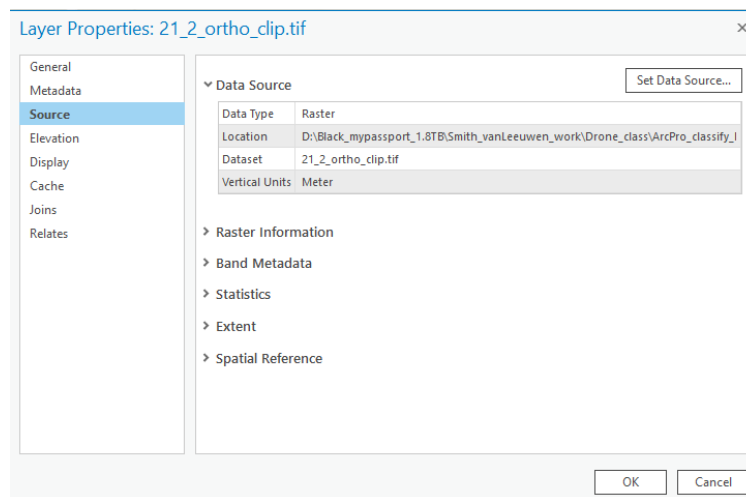 Layer Properties: 21_2_ortho_clip.tif
General
Metadata
Source
Elevation
Display
Cache
Joins
Relates
Data Source
Set Data Source...
Data Type Raster
Location D:\Black_mypassport_1.8TB\Smith_vanLeeuwen_work\Drone_class\ArcPro_classify_
Dataset 21_2_ortho_clip.tif
Vertical Units Meter
Raster Information
Band Metadata
Statistics
Extent
Spatial Reference
OK
Cancel